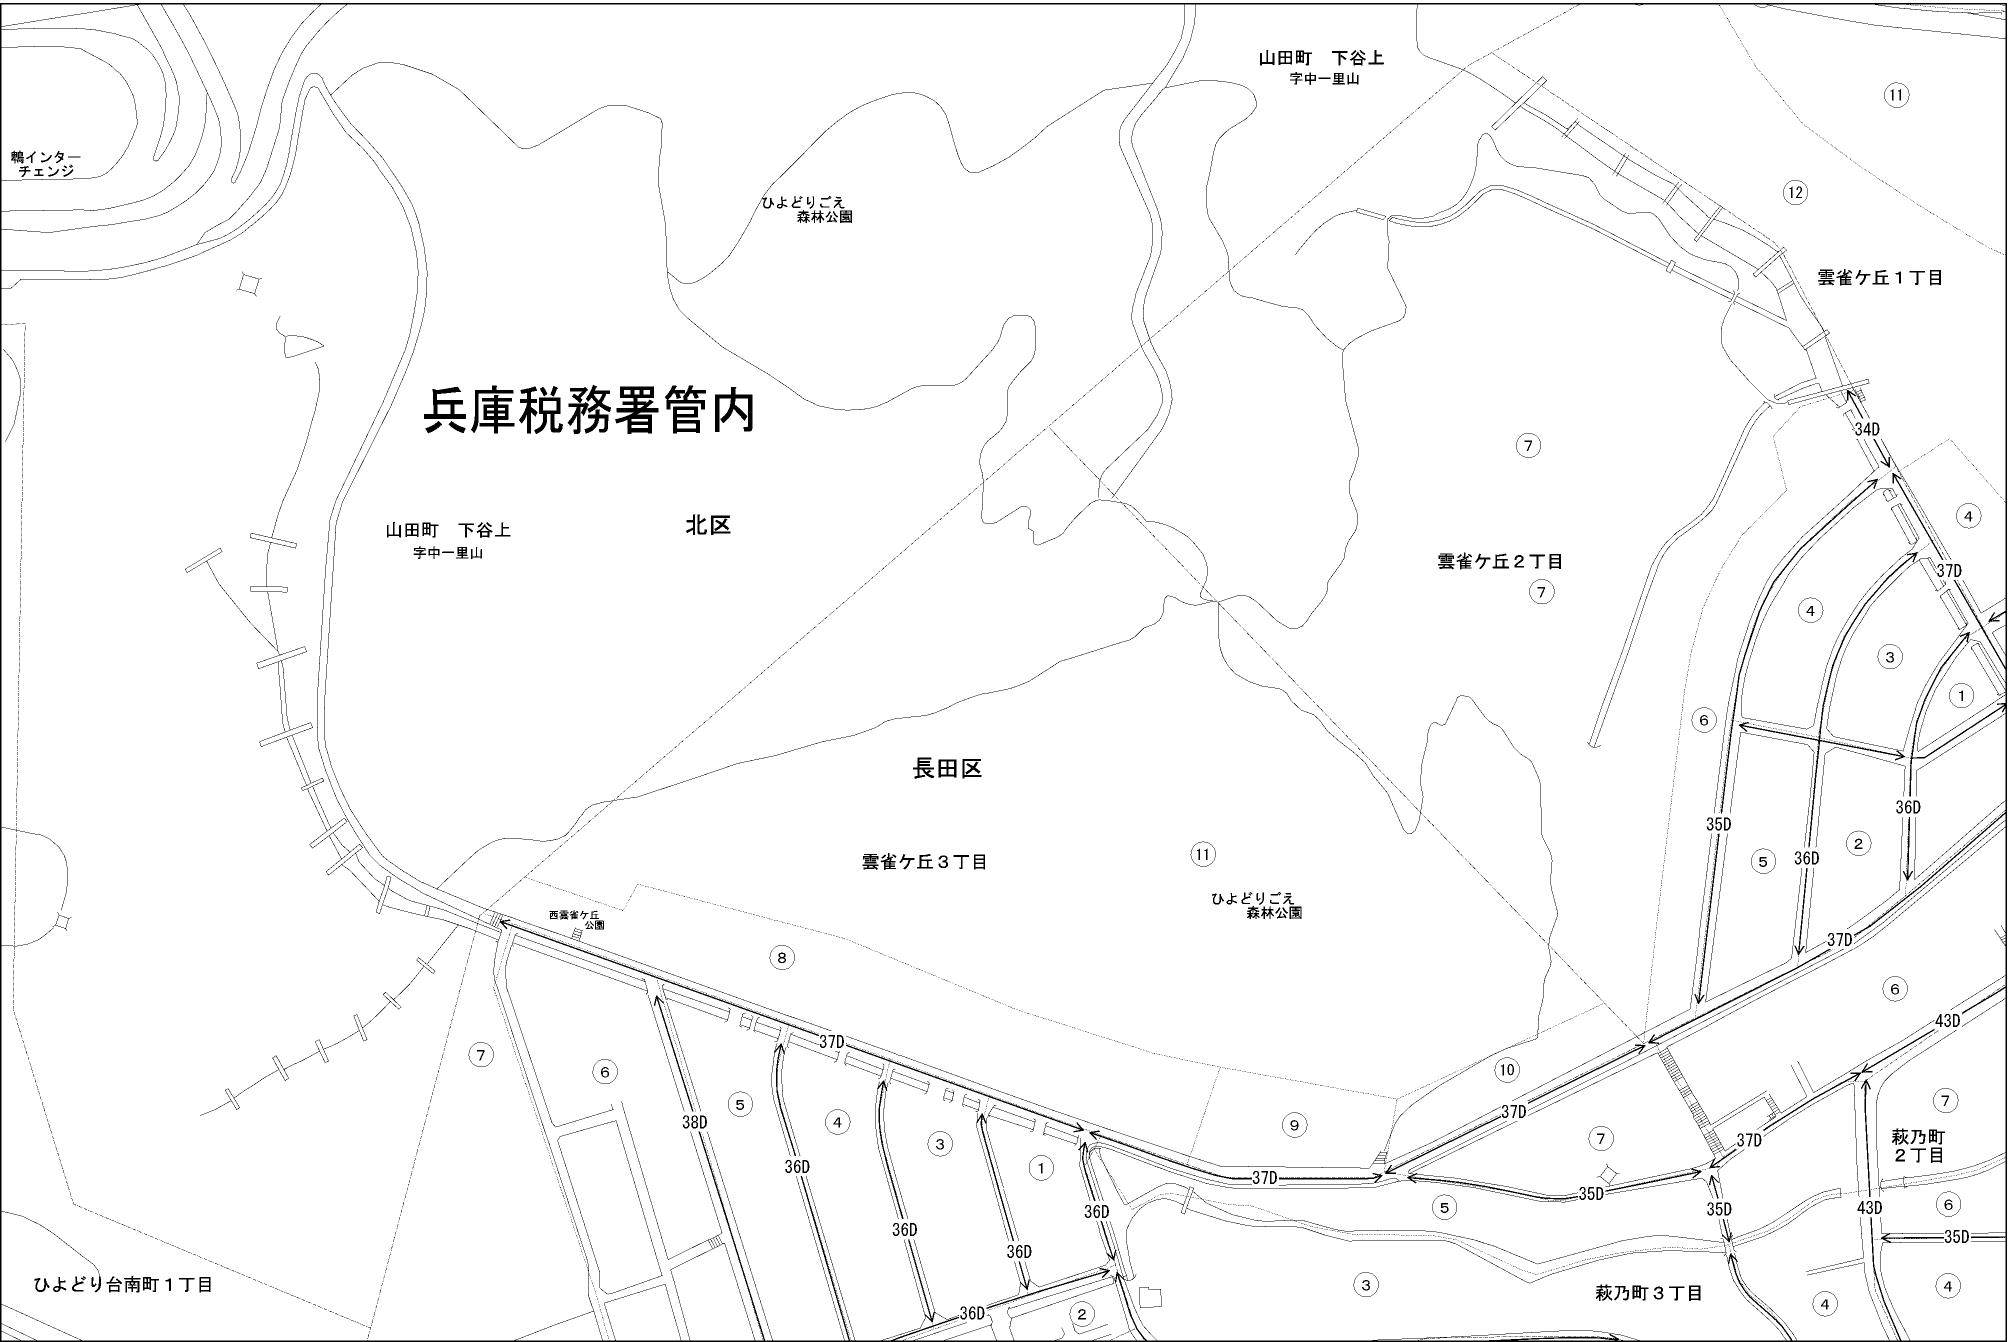 山田町　下谷上
字中一里山
⑪
鵯インター
チェンジ
ひよどりごえ
森林公園
⑫
雲雀ケ丘１丁目
兵庫税務署管内
34D
⑦
北区
山田町　下谷上
字中一里山
④
雲雀ケ丘２丁目
37D
⑦
④
③
①
⑥
長田区
36D
35D
②
36D
⑤
雲雀ケ丘３丁目
⑪
ひよどりごえ
森林公園
西雲雀ケ丘
公園
37D
⑧
⑥
43D
37D
⑦
⑥
⑩
⑤
38D
④
③
①
⑨
37D
⑦
37D
⑦
萩乃町
２丁目
36D
37D
35D
⑤
35D
43D
⑥
36D
36D
36D
35D
ひよどり台南町１丁目
③
萩乃町３丁目
④
④
36D
②